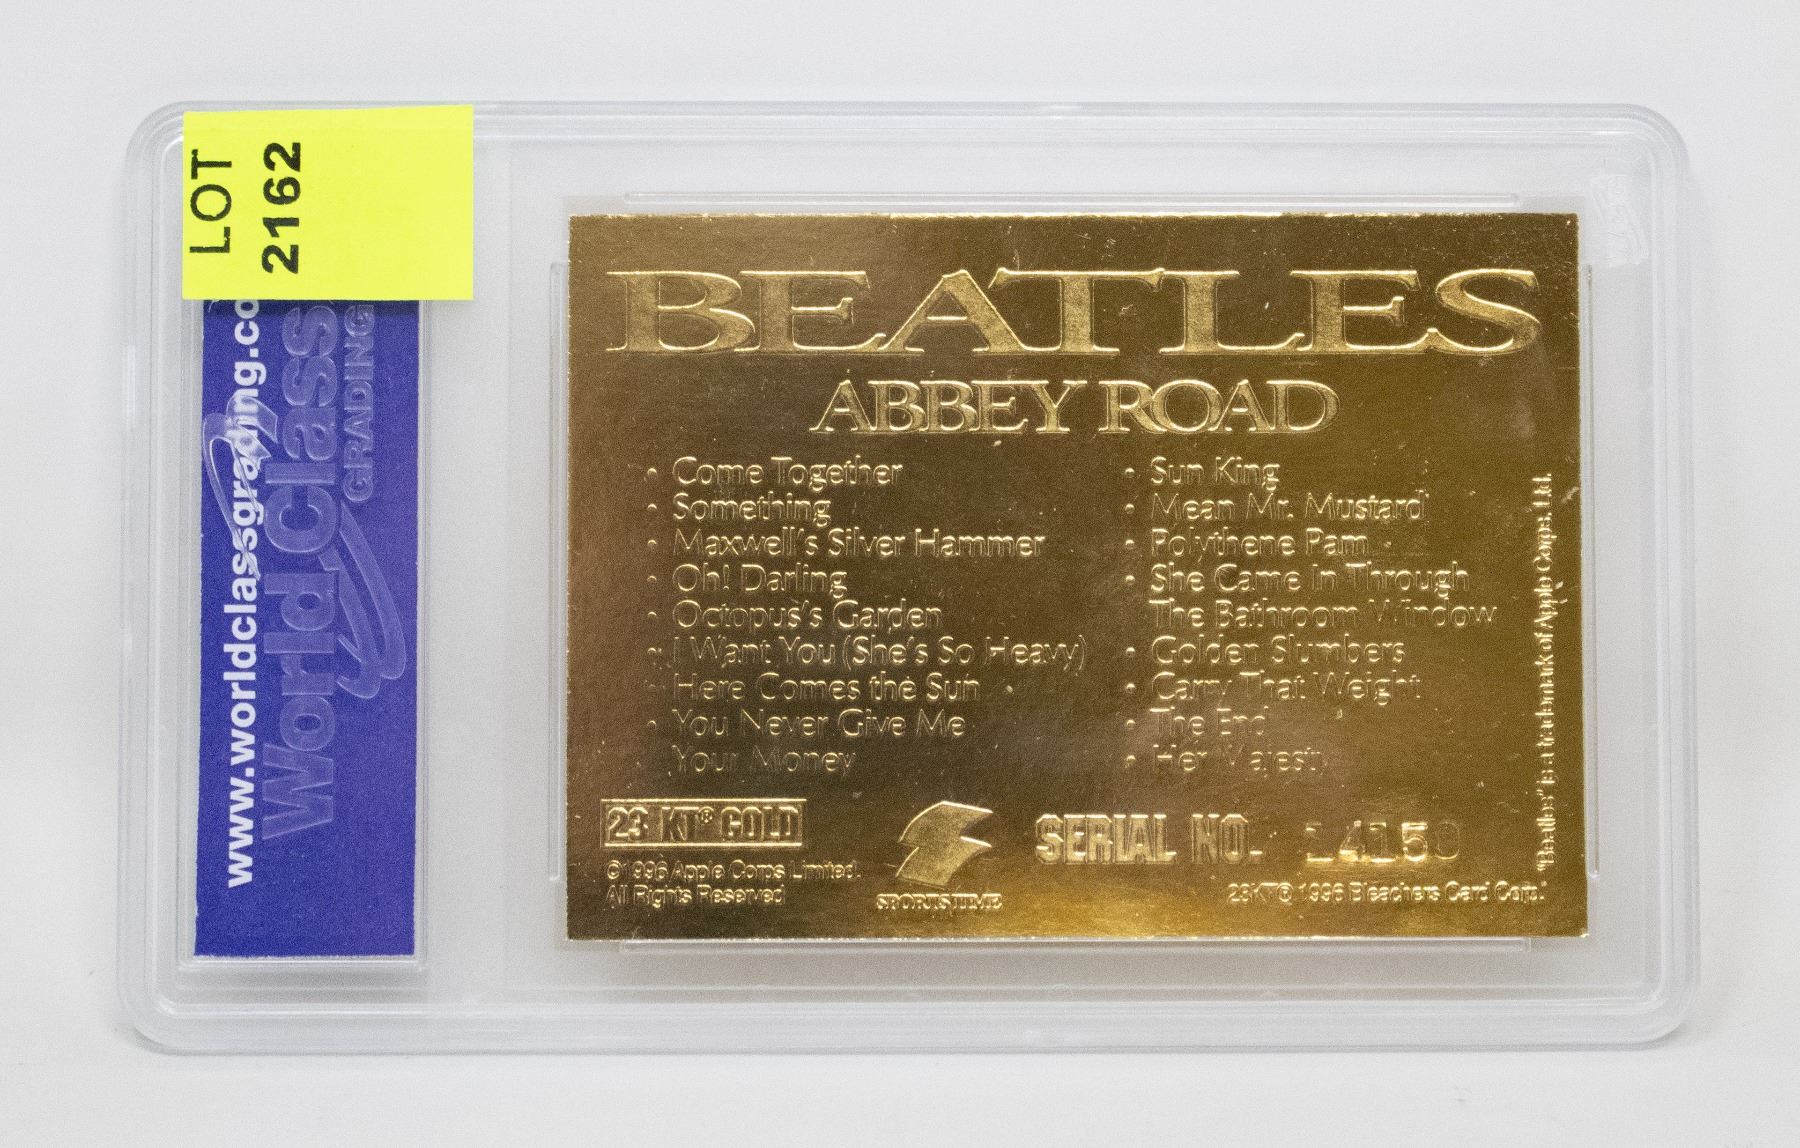 LOT
2162
www.worldclassgrading.co
World Class
GRADING
BEATLES
ABBEY ROAD
• Come Together
• Something
• Maxwell's Silver Hammer
• Oh! Darling
• Octopus's Garden
• I Want You (She's So Heavy)
• Here Comes the Sun
• You Never Give Me
Your Money
• Sun King
• Mean Mr. Mustard
• Polythene Pam
• She Came In Through
The Bathroom Window
• Golden Slumbers
• Carry That Weight
• The End
• Her Majesty
"Beatles" is a trademark of Apple Corps. Ltd.
23 KT® GOLD
©1996 Apple Corps Limited.
All Rights Reserved
SPORTSTIME
SERIAL NO.
23KT® 1996 Bleachers Card Corp.